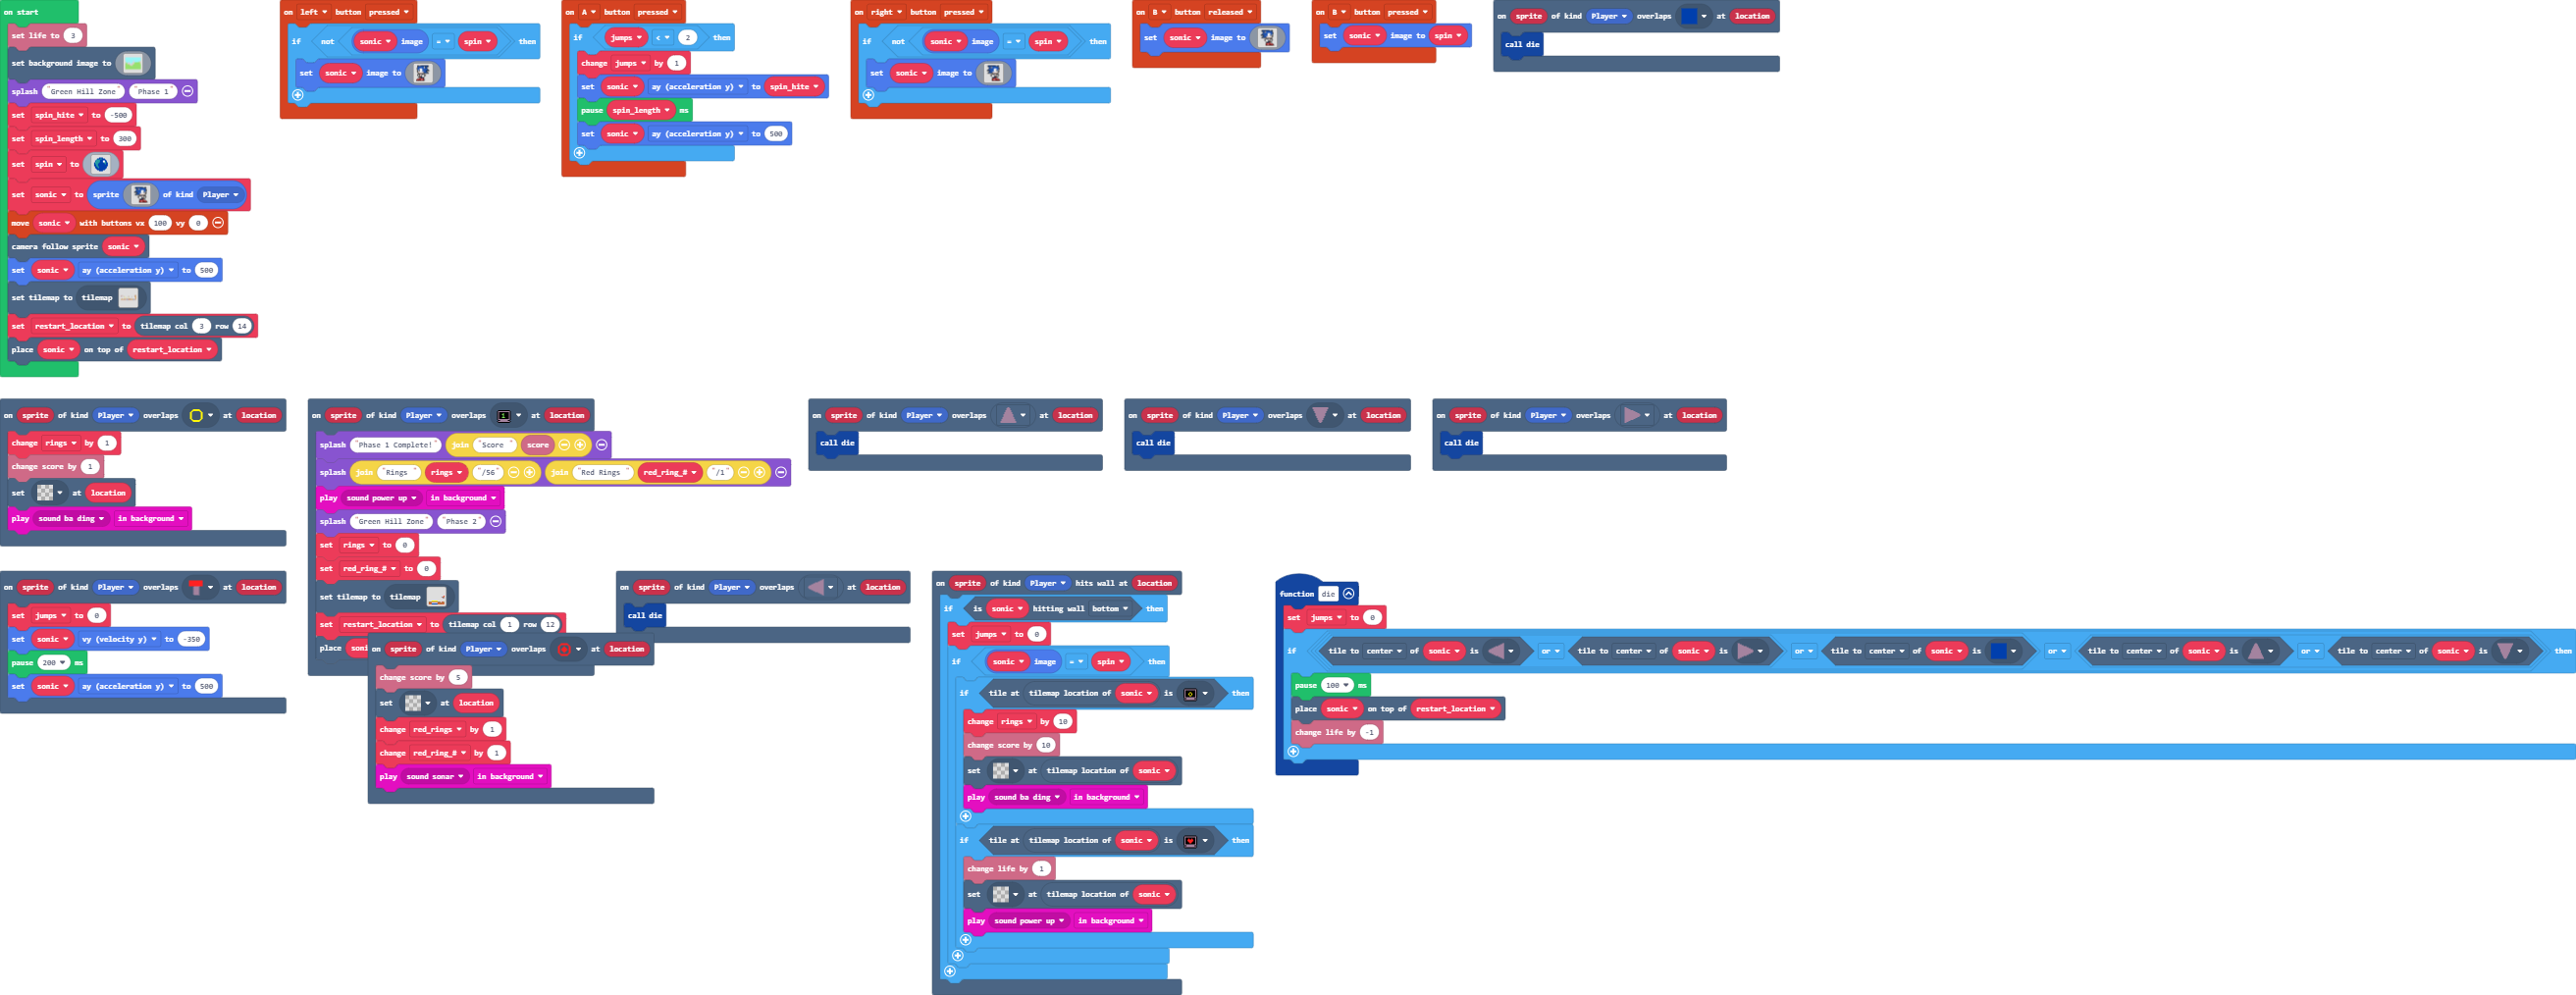 on start
set life to 3
set background image to
splash "Green Hill Zone" "Phase 1"
set spin_hite to -500
set spin_length to 300
set spin to
set sonic to sprite of kind Player
move sonic with buttons vx 100 vy 0
camera follow sprite sonic
set sonic ay (acceleration y) to 500
set tilemap to tilemap
set restart_location to tilemap col 3 row 14
place sonic on top of restart_location
on left button pressed
if not sonic image = spin then
set sonic image to
on A button pressed
if jumps < 2 then
change jumps by 1
set sonic ay (acceleration y) to spin_hite
pause spin_length ms
set sonic ay (acceleration y) to 500
on right button pressed
if not sonic image = spin then
set sonic image to
on B button released
set sonic image to
on B button pressed
set sonic image to spin
on sprite of kind Player overlaps at location
call die
on sprite of kind Player overlaps at location
change rings by 1
change score by 1
set at location
play sound ba ding in background
on sprite of kind Player overlaps at location
splash "Phase 1 Complete!" join "Score " score
splash join "Rings " rings "/56" join "Red Rings " red_ring_# "/1"
play sound power up in background
splash "Green Hill Zone" "Phase 2"
set rings to 0
set red_ring_# to 0
set tilemap to tilemap
set restart_location to tilemap col 1 row 12
place soni
on sprite of kind Player overlaps at location
call die
on sprite of kind Player overlaps at location
call die
on sprite of kind Player overlaps at location
call die
on sprite of kind Player overlaps at location
set jumps to 0
set sonic vy (velocity y) to -350
pause 200 ms
set sonic ay (acceleration y) to 500
on sprite of kind Player overlaps at location
call die
on sprite of kind Player overlaps at location
change score by 5
set at location
change red_rings by 1
change red_ring_# by 1
play sound sonar in background
on sprite of kind Player hits wall at location
if is sonic hitting wall bottom then
set jumps to 0
if sonic image = spin then
if tile at tilemap location of sonic is then
change rings by 10
change score by 10
set at tilemap location of sonic
play sound ba ding in background
if tile at tilemap location of sonic is then
change life by 1
set at tilemap location of sonic
play sound power up in background
function die
set jumps to 0
if tile to center of sonic is or tile to center of sonic is or tile to center of sonic is or tile to center of sonic is or tile to center of sonic is then
pause 100 ms
place sonic on top of restart_location
change life by -1